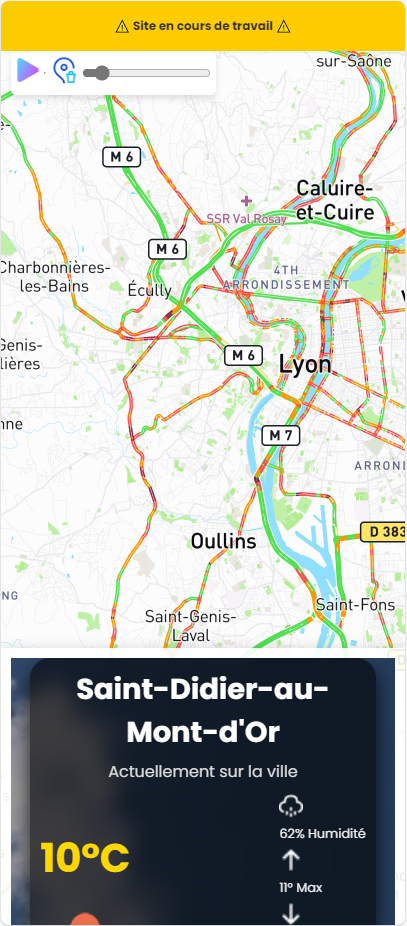 ⚠ Site en cours de travail ⚠
sur-Saône
e-
M 6
Caluire-
et-Cuire
SSR Val Rosay
M 6
4TH
ARRONDISSEMENT
Charbonnières-
les-Bains
Écully
Genis-
lières
M 6
Lyon
nne
M 7
ARROND
D 383
Oullins
NG
Saint-Genis-
Laval
Saint-Fons
Saint-Didier-au-
Mont-d'Or
Actuellement sur la ville
62% Humidité
10°C
11° Max